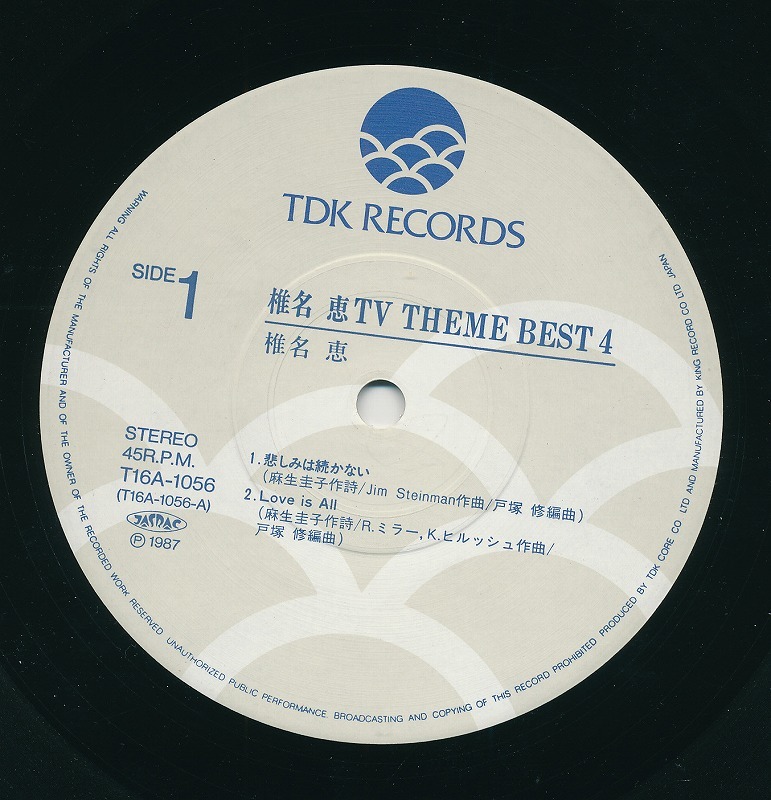 TDK RECORDS
SIDE 1
椎名 恵 TV THEME BEST 4
椎名 恵
STEREO
45R.P.M.
T16A-1056
(T16A-1056-A)
JASRAC
Ⓟ 1987
1.悲しみは続かない
(麻生圭子作詩/Jim Steinman作曲/戸塚 修編曲)
2.Love is All
(麻生圭子作詩/R.ミラー,K.ヒルッシュ作曲/
戸塚 修編曲)
WARNING ALL RIGHTS OF THE MANUFACTURER AND OF THE OWNER OF THE RECORDED WORK RESERVED. UNAUTHORIZED PUBLIC PERFORMANCE. BROADCASTING AND COPYING OF THIS RECORD PROHIBITED PRODUCED BY TDK CORE CO LTD AND MANUFACTURED BY KING RECORD CO LTD JAPAN